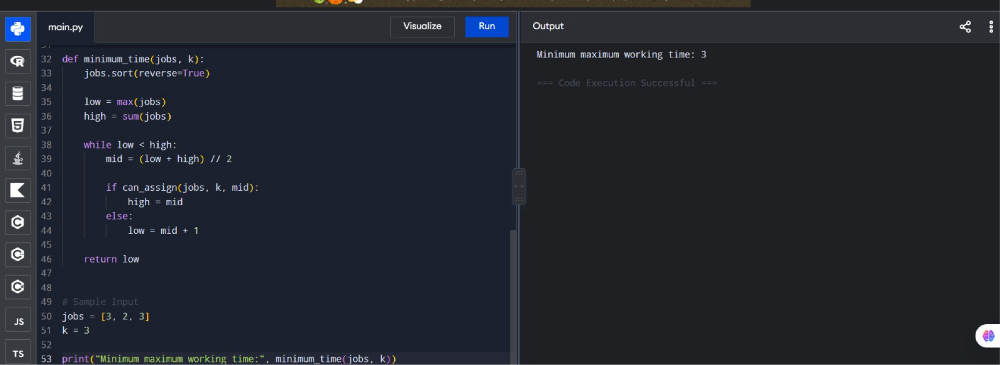 main.py
Visualize
Run
Output
32 def minimum_time(jobs, k):
33     jobs.sort(reverse=True)
34
35     low = max(jobs)
36     high = sum(jobs)
37
38     while low < high:
39         mid = (low + high) // 2
40
41         if can_assign(jobs, k, mid):
42             high = mid
43         else:
44             low = mid + 1
45
46     return low
47
48
49 # Sample Input
50 jobs = [3, 2, 3]
51 k = 3
52
53 print("Minimum maximum working time:", minimum_time(jobs, k))
Minimum maximum working time: 3
=== Code Execution Successful ===
JS
TS